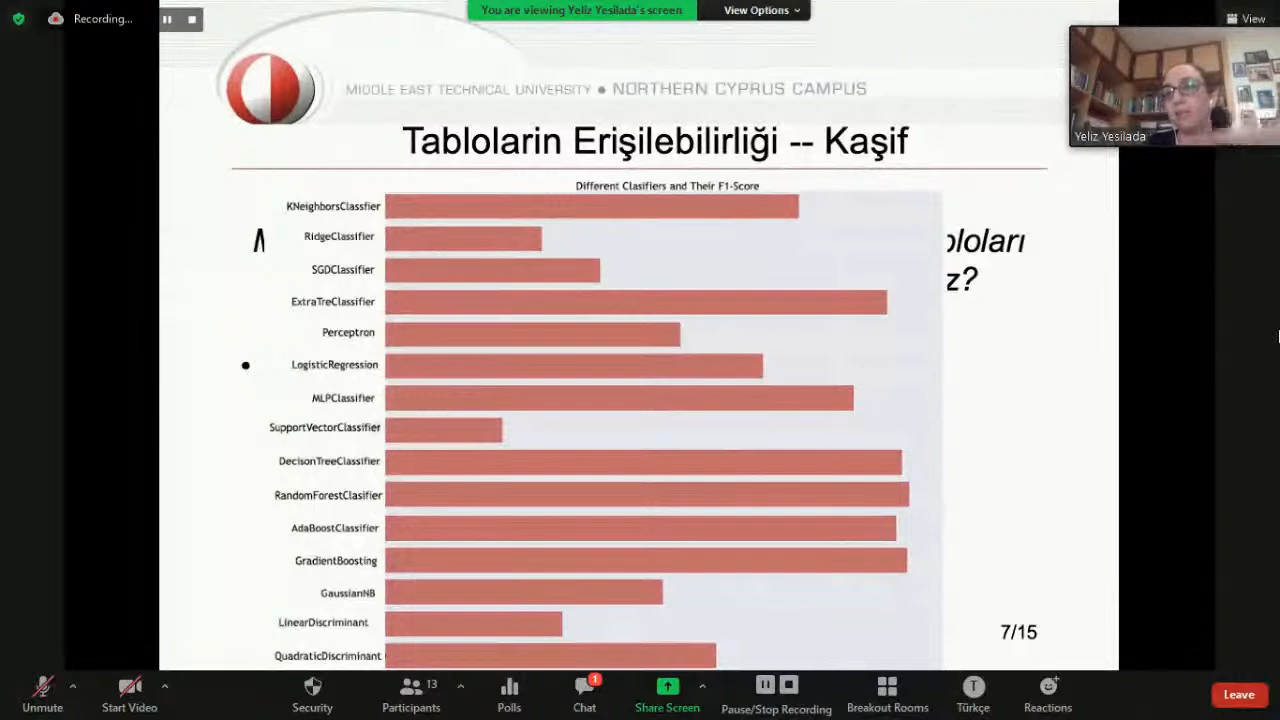 Recording...
You are viewing Yeliz Yesilada's screen
View Options
View
Yeliz Yesilada
MIDDLE EAST TECHNICAL UNIVERSITY ● NORTHERN CYPRUS CAMPUS
Tablolarin Erişilebilirliği -- Kaşif
Different Clasifiers and Their F1-Score
KNeighborsClassfier
RidgeClassifier
SGDClassifier
ExtraTreClassifier
Perceptron
LogisticRegression
MLPClassifier
SupportVectorClassifier
DecisonTreeClassifier
RandomForestClasifier
AdaBoostClassifier
GradientBoosting
GaussianNB
LinearDiscriminant
QuadraticDiscriminant
loları
z?
7/15
Unmute
Start Video
Security
13
Participants
Polls
1
Chat
Share Screen
Pause/Stop Recording
Breakout Rooms
T
Türkçe
Reactions
Leave